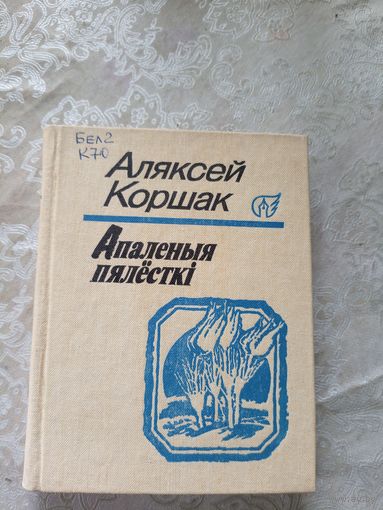 БЕЛ2
К70
Аляксей
Коршак
Апаленыя
пялёсткі